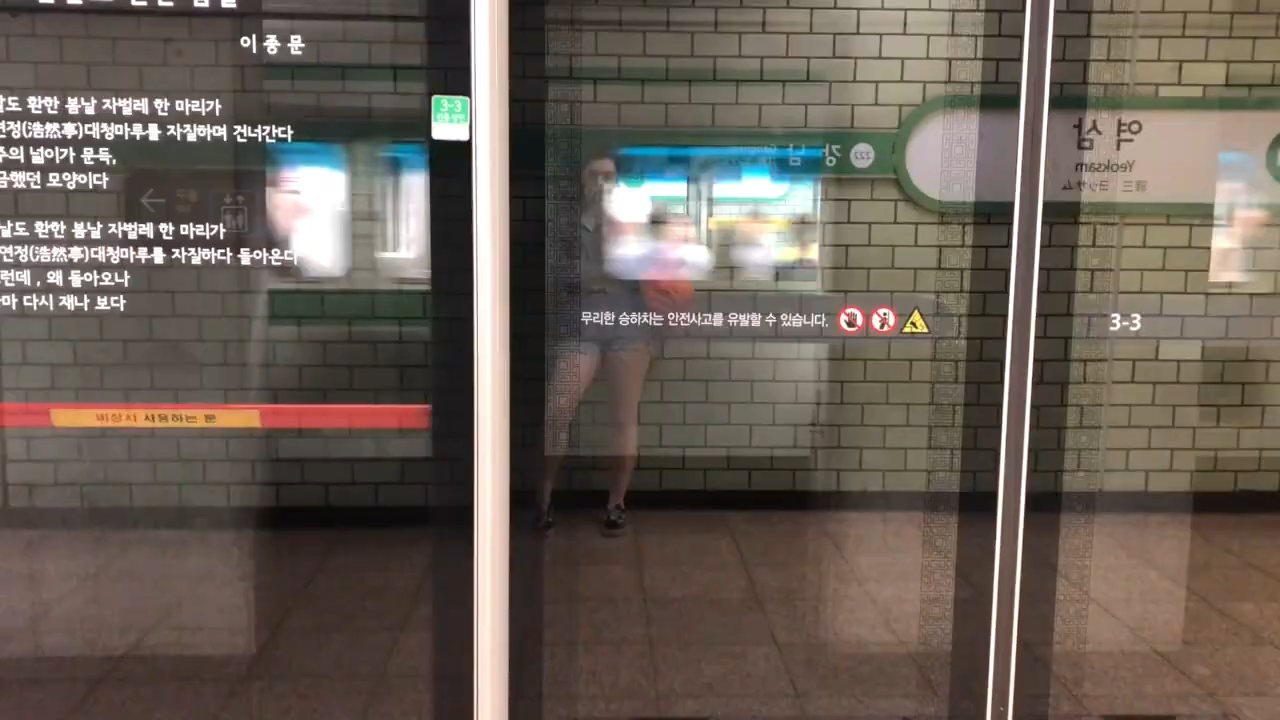 이 종 문
날도 환한 봄날 자벌레 한 마리가
연정(浩然亭)대청마루를 자질하며 건너간다
주의 널이가 문득,
금했던 모양이다
날도 환한 봄날 자벌레 한 마리가
연정(浩然亭)대청마루를 자질하다 돌아온다
런데 , 왜 돌아오나
마 다시 재나 보다
3-3
비상시 사용하는 문
강 남
222
역 삼
Yeoksam
무리한 승하차는 안전사고를 유발할 수 있습니다.
3-3